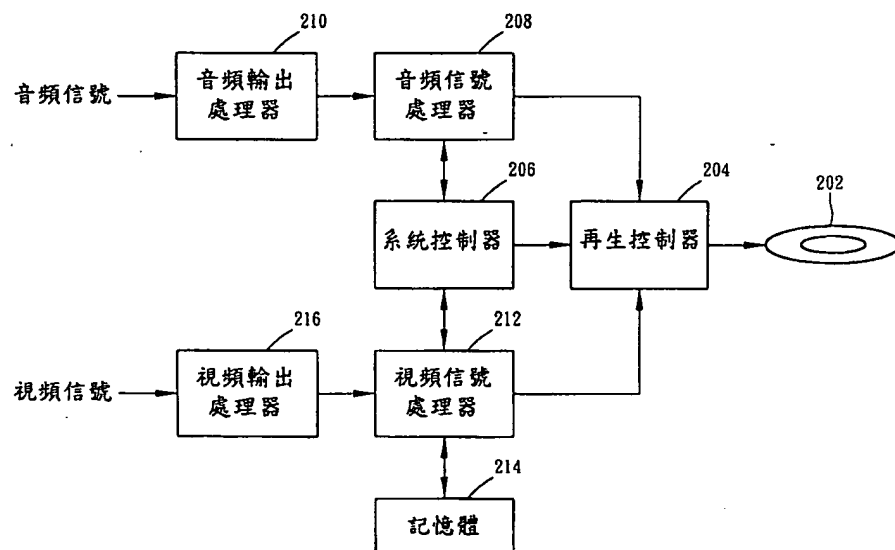 210
208
音頻信號
音頻輸出
處理器
音頻信號
處理器
206
204
202
系統控制器
再生控制器
216
212
視頻信號
視頻輸出
處理器
視頻信號
處理器
214
記憶體